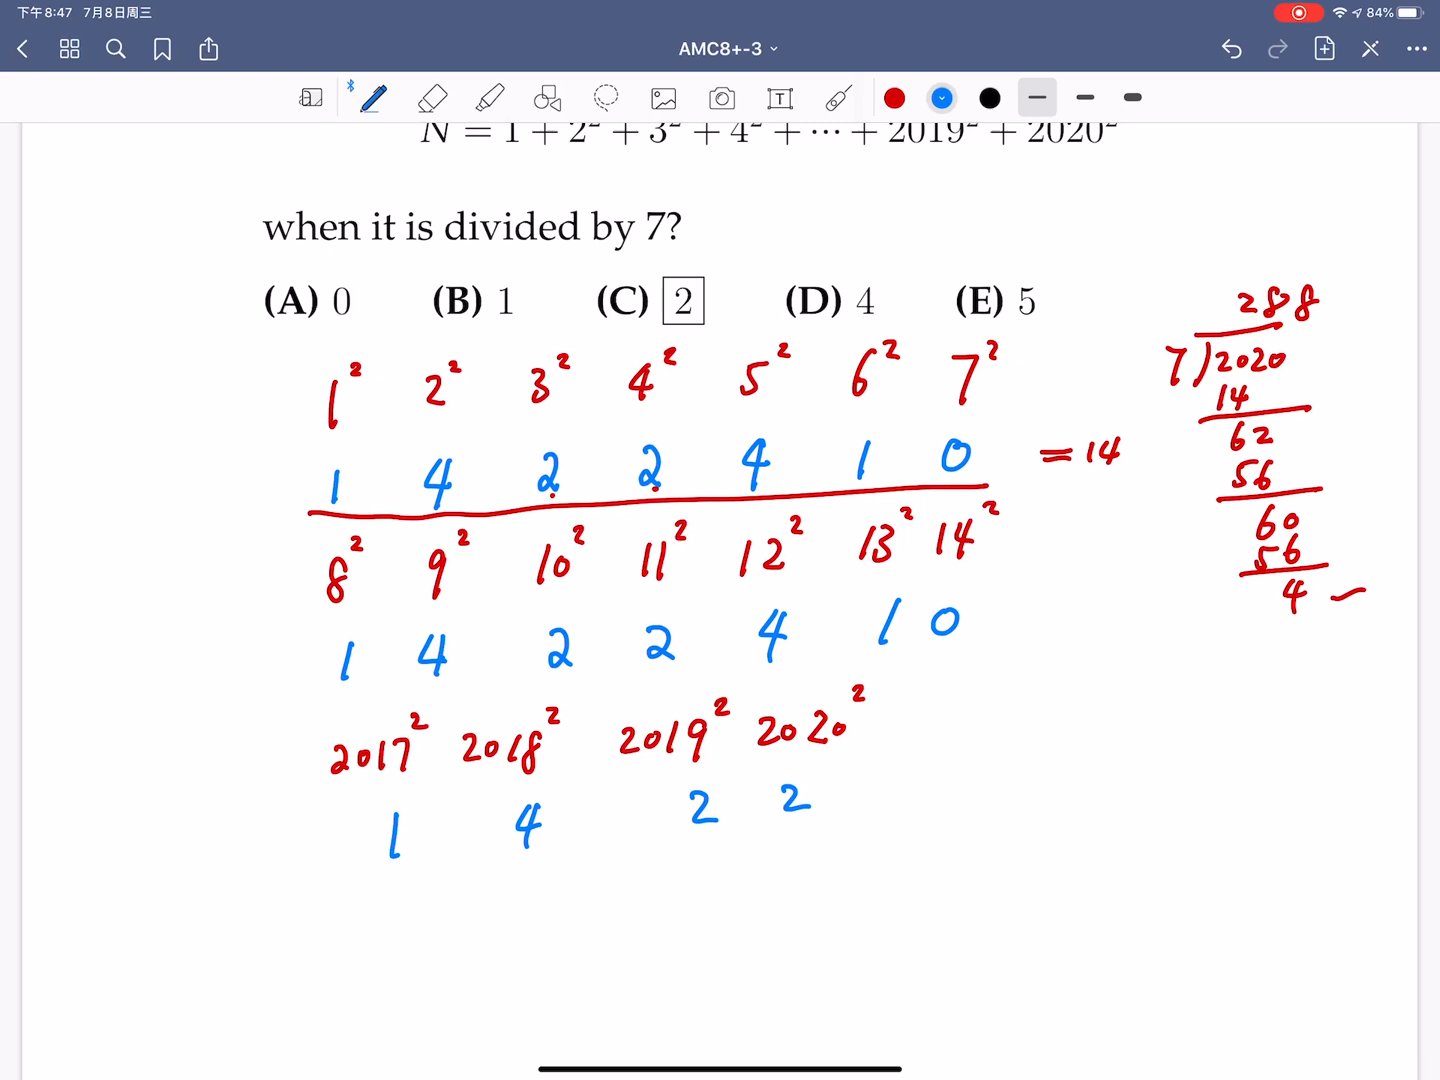 下午8:47 7月8日周三 84%
AMC8+-3
N = 1 + 2² + 3² + 4² + ··· + 2019² + 2020²
when it is divided by 7?
(A) 0 (B) 1 (C) 2 (D) 4 (E) 5
1² 2² 3² 4² 5² 6² 7²
1 4 2 2 4 1 0 = 14
8² 9² 10² 11² 12² 13² 14²
1 4 2 2 4 1 0
2017² 2018² 2019² 2020²
1 4 2 2
288
7)2020
14
62
56
60
56
4